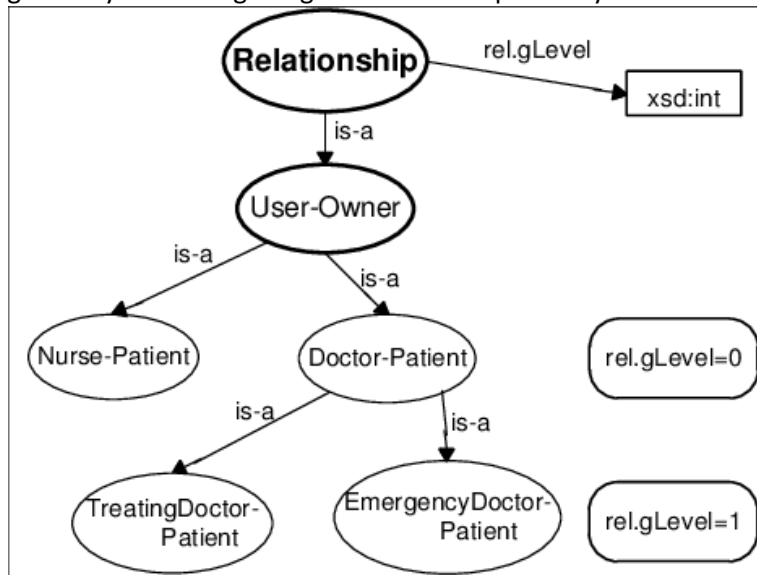 Relationship
rel.gLevel
xsd:int
is-a
User-Owner
is-a
is-a
Nurse-Patient
Doctor-Patient
rel.gLevel=0
is-a
is-a
TreatingDoctor-
Patient
EmergencyDoctor-
Patient
rel.gLevel=1